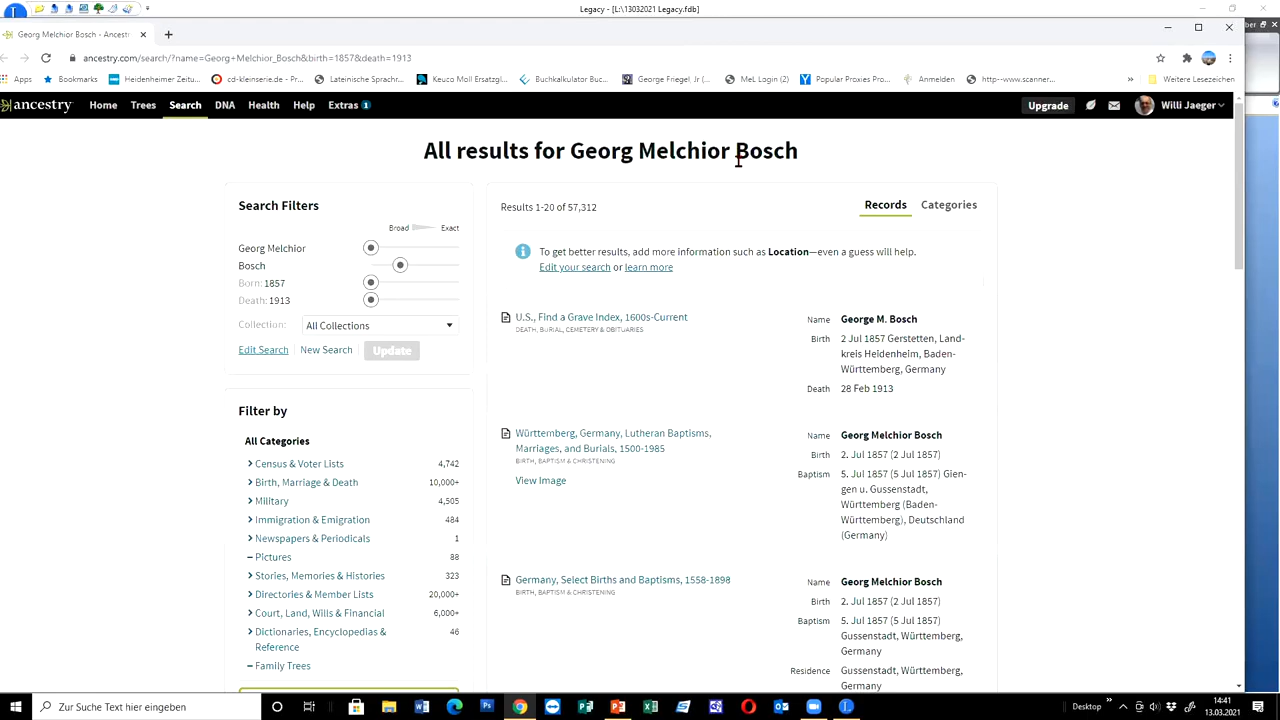 Legacy - [L:\13032021 Legacy.fdb]
Georg Melchior Bosch - Ancest
ancestry.com/search/?name=Georg+Melchior_Bosch&birth=1857&death=1913
Apps Bookmarks Heidenheimer Zeitu... cd-kleinserie.de - Pr... Lateinische Sprachr... Keuco Moll Ersatzgl... Buchkalkulator Buc... George Friegel, Jr (... MeL Login (2) Popular Proxies Pro... Anmelden http--www.scanner... » Weitere Lesezeichen
ancestry Home Trees Search DNA Health Help Extras 1 Upgrade Willi Jaeger
All results for Georg Melchior Bosch
Search Filters
Broad Exact
Georg Melchior
Bosch
Born: 1857
Death: 1913
Collection: All Collections
Edit Search New Search Update
Filter by
All Categories
Census & Voter Lists 4,742
Birth, Marriage & Death 10,000+
Military 4,505
Immigration & Emigration 484
Newspapers & Periodicals 1
Pictures 88
Stories, Memories & Histories 323
Directories & Member Lists 20,000+
Court, Land, Wills & Financial 6,000+
Dictionaries, Encyclopedias & 46
Reference
Family Trees
Results 1-20 of 57,312
Records Categories
To get better results, add more information such as Location—even a guess will help.
Edit your search or learn more
U.S., Find a Grave Index, 1600s-Current
DEATH, BURIAL, CEMETERY & OBITUARIES
Name George M. Bosch
Birth 2 Jul 1857 Gerstetten, Land-
kreis Heidenheim, Baden-
Württemberg, Germany
Death 28 Feb 1913
Württemberg, Germany, Lutheran Baptisms,
Marriages, and Burials, 1500-1985
BIRTH, BAPTISM & CHRISTENING
View Image
Name Georg Melchior Bosch
Birth 2. Jul 1857 (2 Jul 1857)
Baptism 5. Jul 1857 (5 Jul 1857) Gien-
gen u. Gussenstadt,
Württemberg (Baden-
Württemberg), Deutschland
(Germany)
Germany, Select Births and Baptisms, 1558-1898
BIRTH, BAPTISM & CHRISTENING
Name Georg Melchior Bosch
Birth 2. Jul 1857 (2 Jul 1857)
Baptism 5. Jul 1857 (5 Jul 1857)
Gussenstadt, Württemberg,
Germany
Residence Gussenstadt, Württemberg,
Germany
Zur Suche Text hier eingeben
Desktop » 14:41
13.03.2021